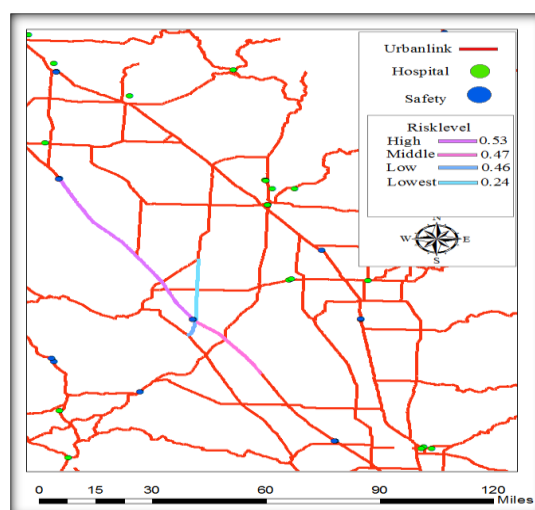 Urbanlink
Hospital
Safety
Risklevel
High 0.53
Middle 0.47
Low 0.46
Lowest 0.24
N
W E
S
0 15 30 60 90 120
Miles